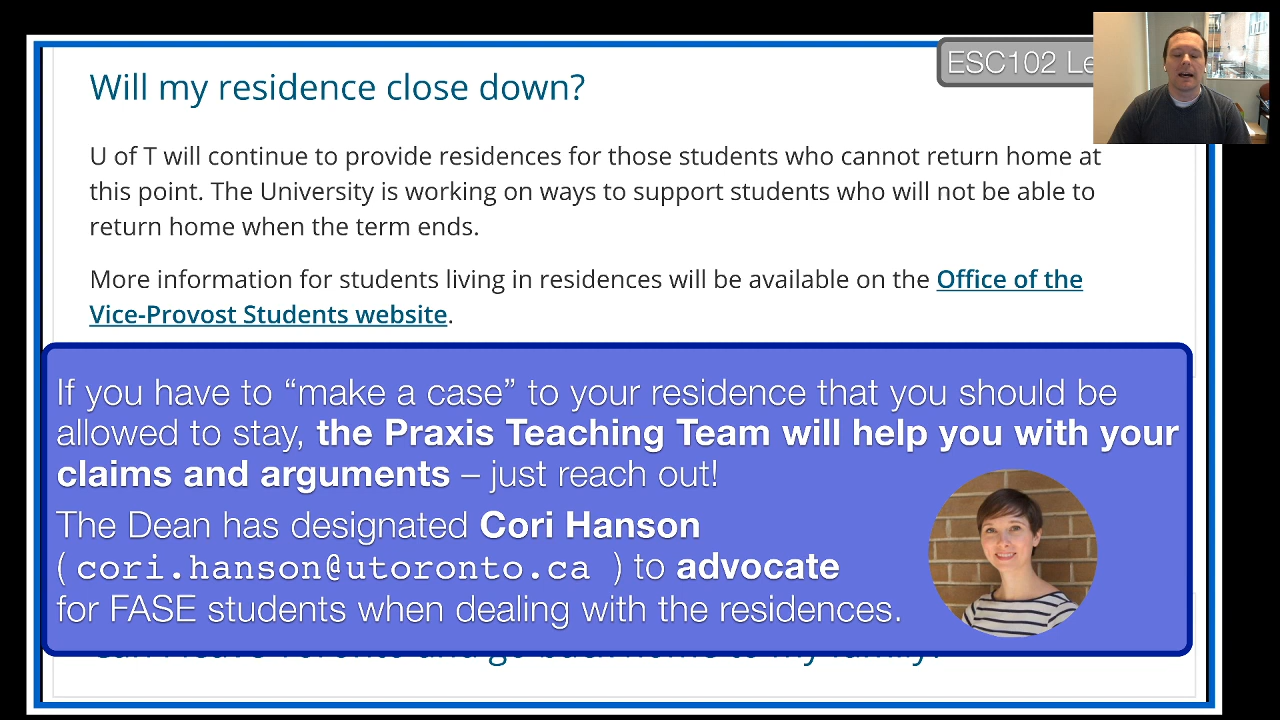 Will my residence close down?
ESC102 Le
U of T will continue to provide residences for those students who cannot return home at
this point. The University is working on ways to support students who will not be able to
return home when the term ends.
More information for students living in residences will be available on the Office of the
Vice-Provost Students website.
If you have to “make a case” to your residence that you should be
allowed to stay, the Praxis Teaching Team will help you with your
claims and arguments – just reach out!
The Dean has designated Cori Hanson
( cori.hanson@utoronto.ca ) to advocate
for FASE students when dealing with the residences.